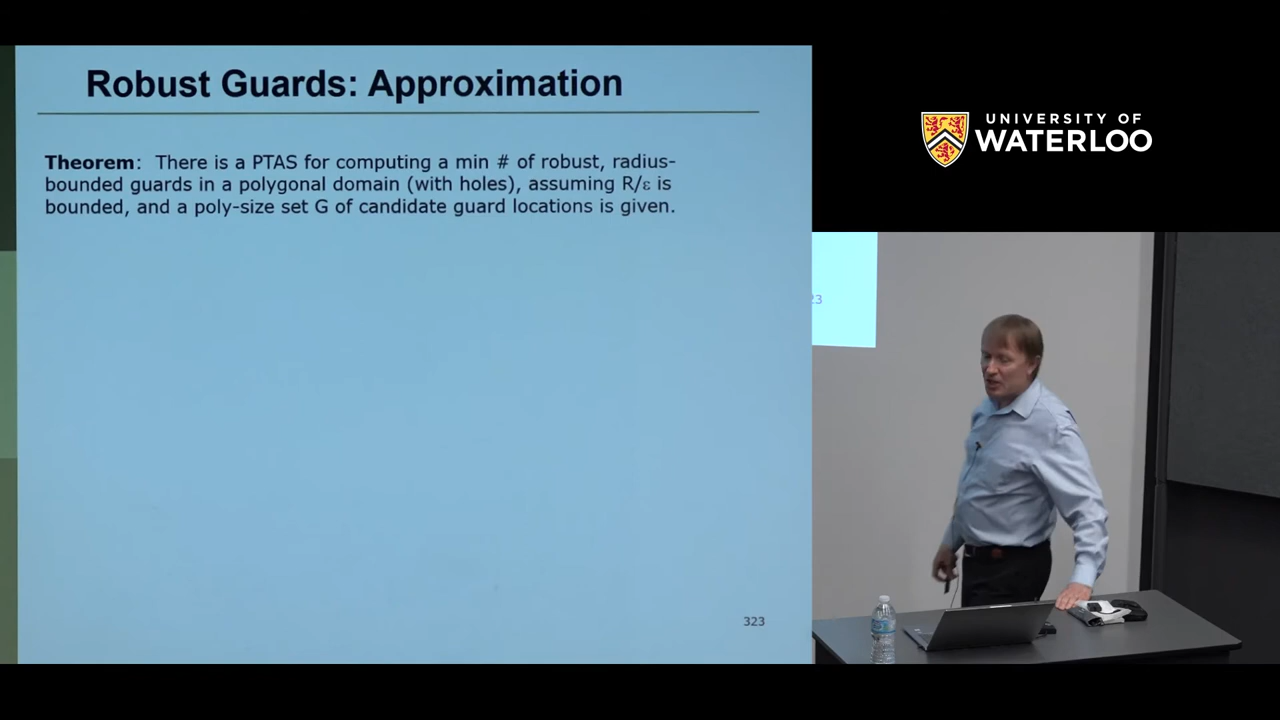 Robust Guards: Approximation
Theorem: There is a PTAS for computing a min # of robust, radius-
bounded guards in a polygonal domain (with holes), assuming R/ε is
bounded, and a poly-size set G of candidate guard locations is given.
323
UNIVERSITY OF
WATERLOO
23